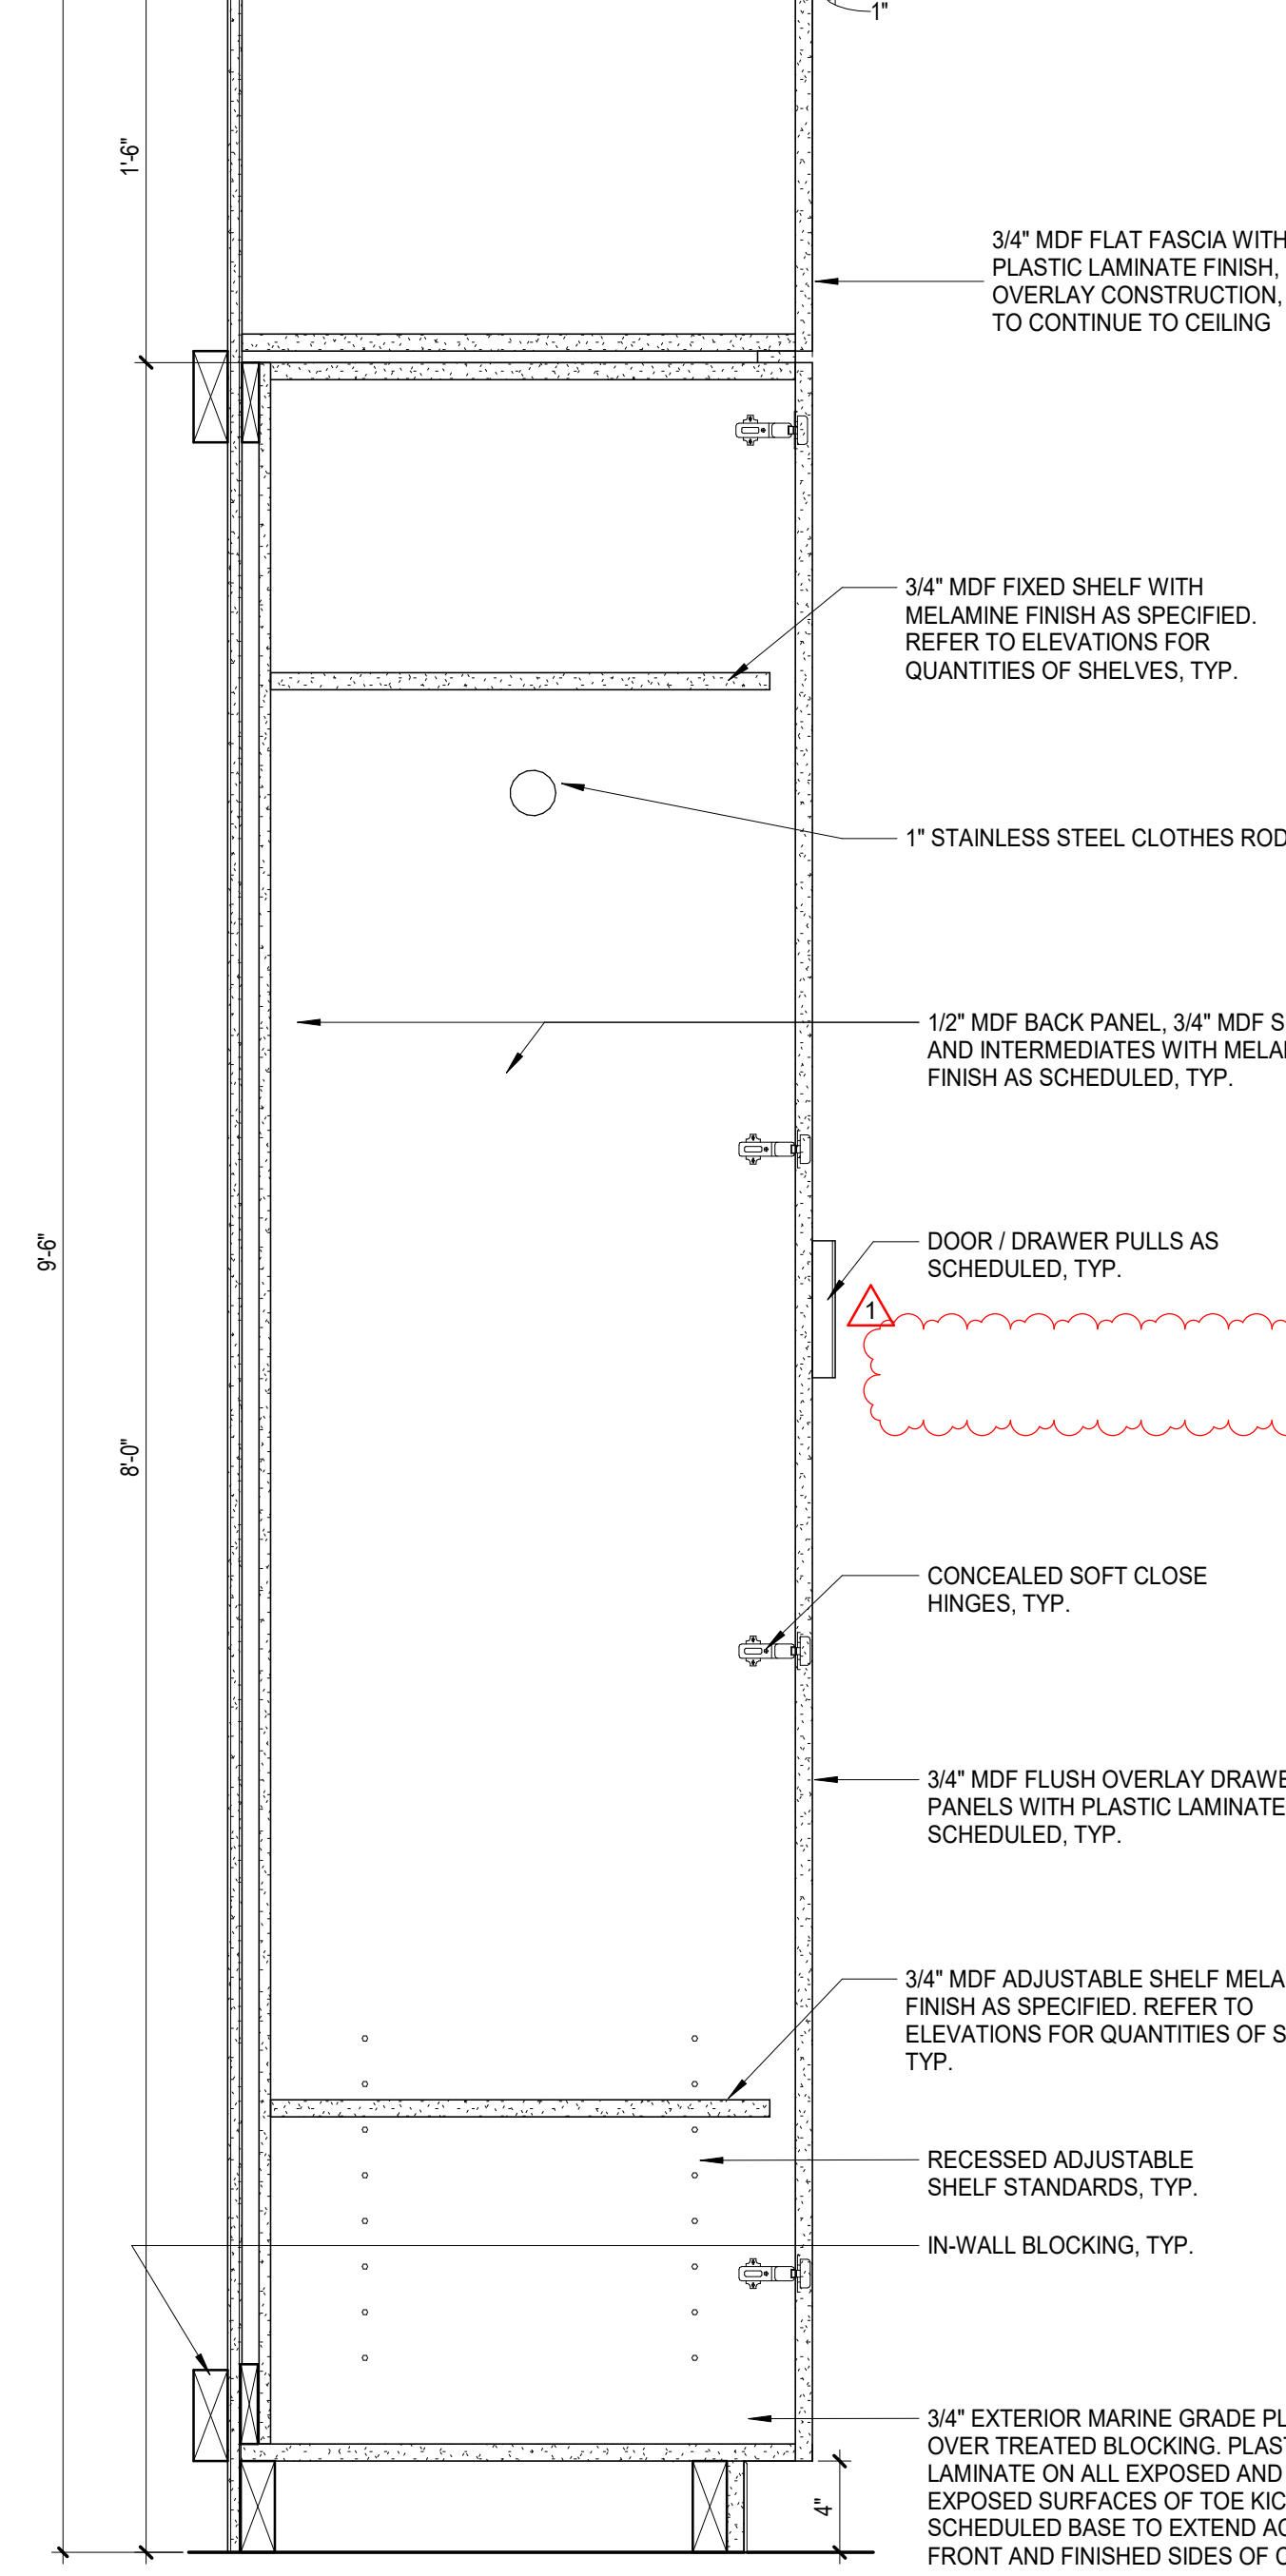 1"
1'-6"
3/4" MDF FLAT FASCIA WITH
PLASTIC LAMINATE FINISH,
OVERLAY CONSTRUCTION,
TO CONTINUE TO CEILING
3/4" MDF FIXED SHELF WITH
MELAMINE FINISH AS SPECIFIED.
REFER TO ELEVATIONS FOR
QUANTITIES OF SHELVES, TYP.
1" STAINLESS STEEL CLOTHES ROD
1/2" MDF BACK PANEL, 3/4" MDF
AND INTERMEDIATES WITH
FINISH AS SCHEDULED, TYP.
9'-6"
DOOR / DRAWER PULLS AS
SCHEDULED, TYP.
1
8'-0"
CONCEALED SOFT CLOSE
HINGES, TYP.
3/4" MDF FLUSH OVERLAY
PANELS WITH PLASTIC LAMINATE
SCHEDULED, TYP.
3/4" MDF ADJUSTABLE SHELF
FINISH AS SPECIFIED. REFER TO
ELEVATIONS FOR QUANTITIES OF
TYP.
RECESSED ADJUSTABLE
SHELF STANDARDS, TYP.
IN-WALL BLOCKING, TYP.
3/4" EXTERIOR MARINE GRADE
OVER TREATED BLOCKING.
LAMINATE ON ALL EXPOSED AND
EXPOSED SURFACES OF TOE
SCHEDULED BASE TO EXTEND
FRONT AND FINISHED SIDES OF
4"